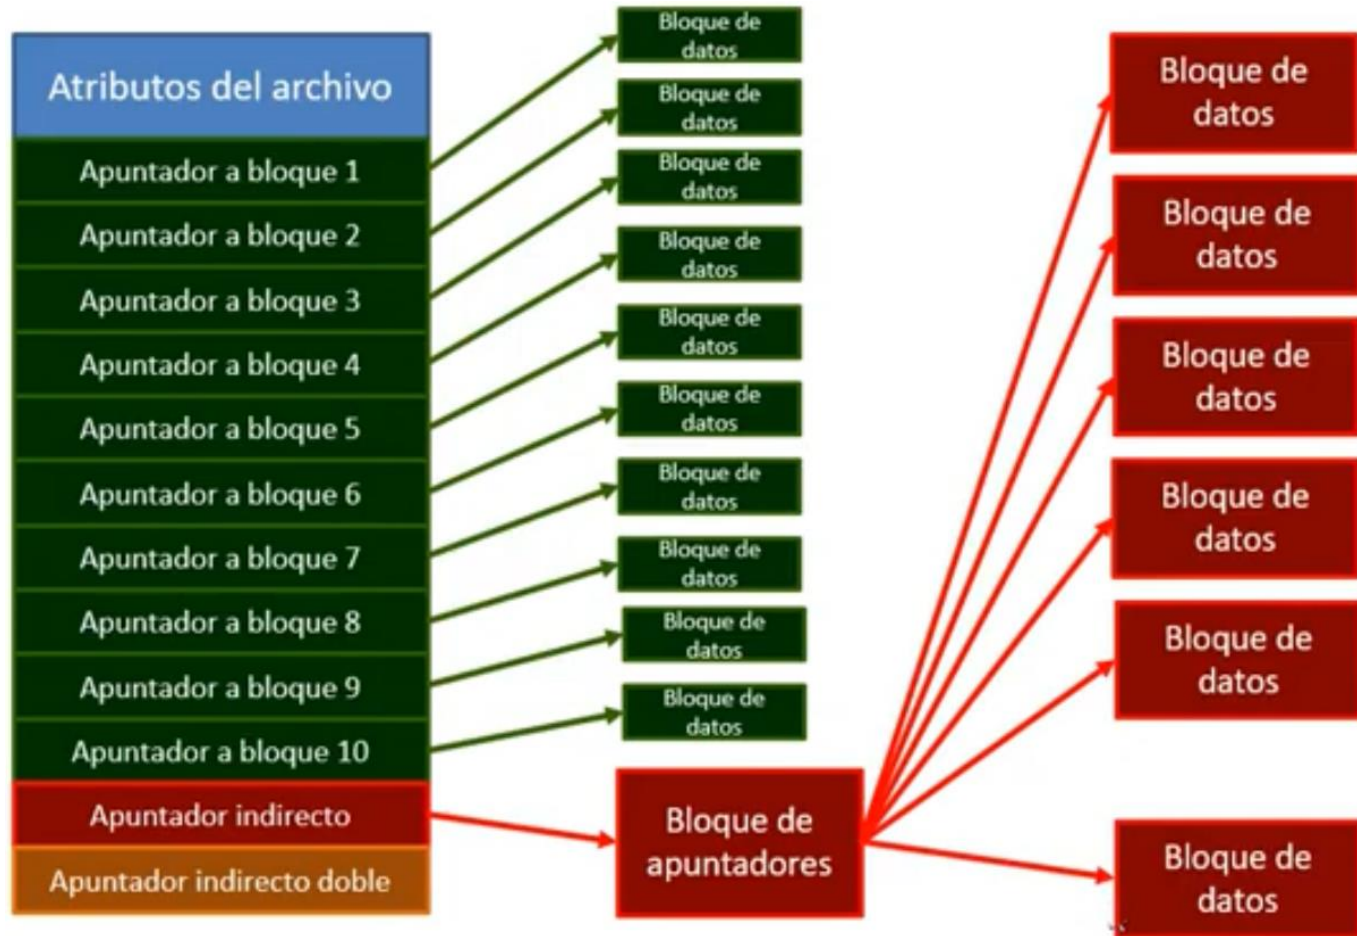 Atributos del archivo
Apuntador a bloque 1
Apuntador a bloque 2
Apuntador a bloque 3
Apuntador a bloque 4
Apuntador a bloque 5
Apuntador a bloque 6
Apuntador a bloque 7
Apuntador a bloque 8
Apuntador a bloque 9
Apuntador a bloque 10
Apuntador indirecto
Apuntador indirecto doble
Bloque de
datos
Bloque de
datos
Bloque de
datos
Bloque de
datos
Bloque de
datos
Bloque de
datos
Bloque de
datos
Bloque de
datos
Bloque de
datos
Bloque de
datos
Bloque de
apuntadores
Bloque de
datos
Bloque de
datos
Bloque de
datos
Bloque de
datos
Bloque de
datos
Bloque de
datos